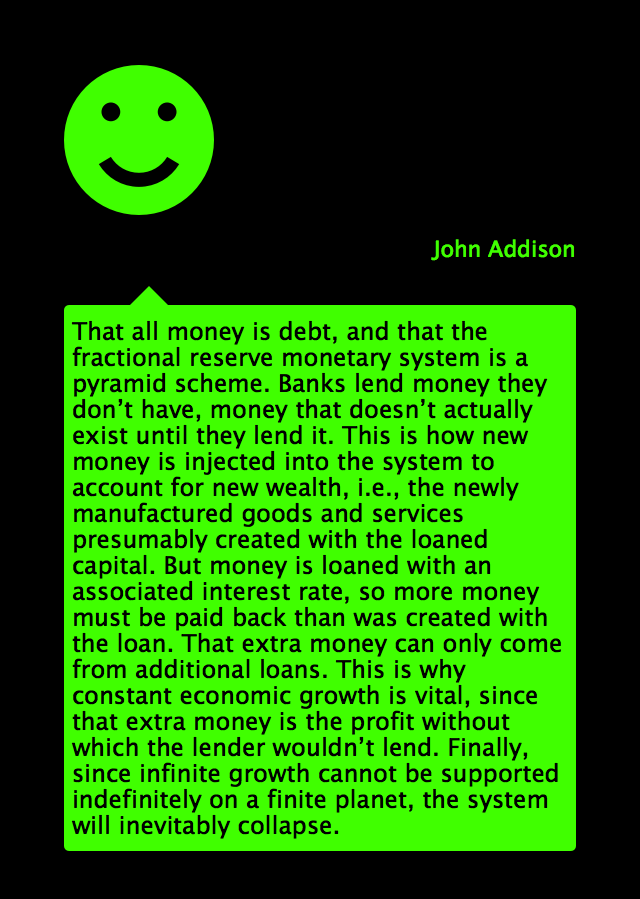 John Addison
That all money is debt, and that the
fractional reserve monetary system is a
pyramid scheme. Banks lend money they
don’t have, money that doesn’t actually
exist until they lend it. This is how new
money is injected into the system to
account for new wealth, i.e., the newly
manufactured goods and services
presumably created with the loaned
capital. But money is loaned with an
associated interest rate, so more money
must be paid back than was created with
the loan. That extra money can only come
from additional loans. This is why
constant economic growth is vital, since
that extra money is the profit without
which the lender wouldn’t lend. Finally,
since infinite growth cannot be supported
indefinitely on a finite planet, the system
will inevitably collapse.